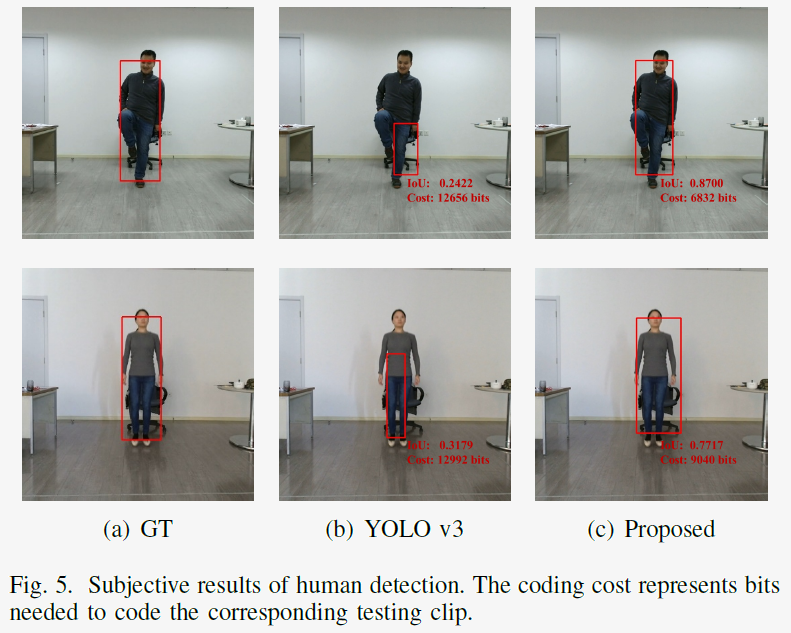 IoU: 0.2422
Cost: 12656 bits
IoU: 0.8700
Cost: 6832 bits
IoU: 0.3179
Cost: 12992 bits
IoU: 0.7717
Cost: 9040 bits
(a) GT
(b) YOLO v3
(c) Proposed
Fig. 5. Subjective results of human detection. The coding cost represents bits
needed to code the corresponding testing clip.